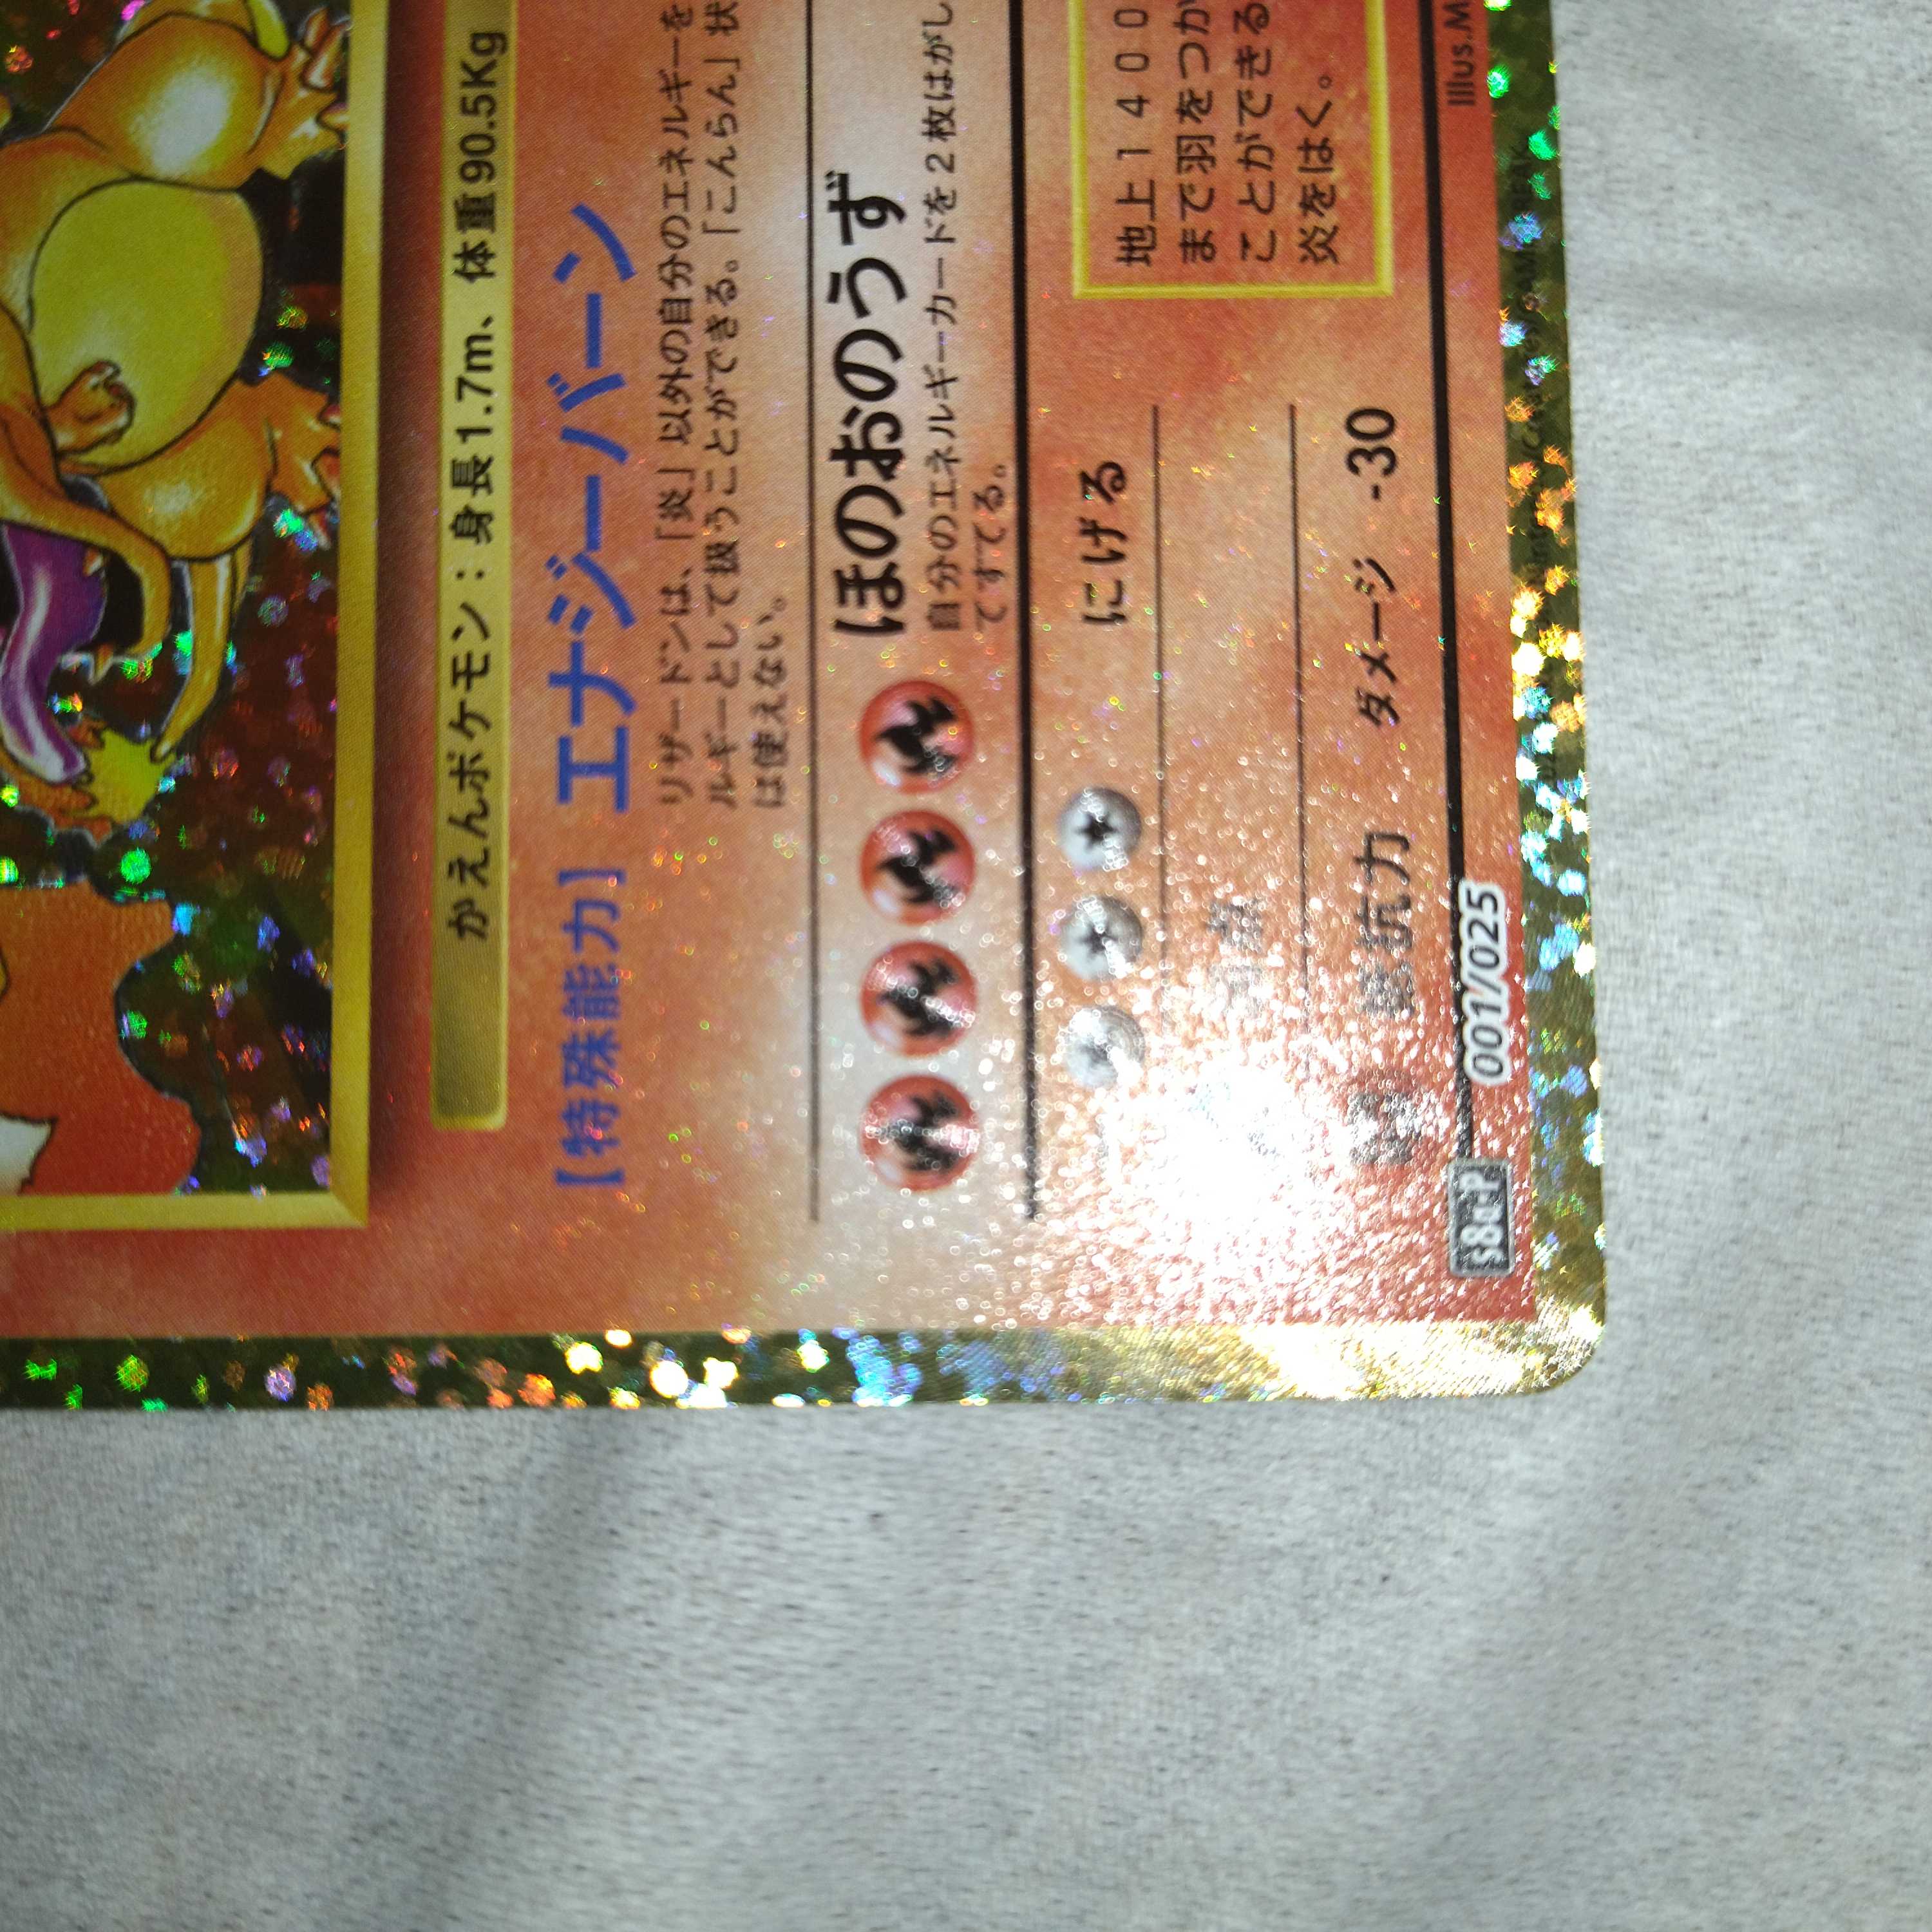 かえんポケモン：身長1.7m、体重90.5Kg
【特殊能力】エナジーバーン
リザードンは、「炎」以外の自分のエネルギーを
ルギーとして扱うことができる。「こんらん」状
は使えない。
ほのおのうず
自分のエネルギーカードを２枚はがし
てすてる。
にげる
抵抗力 ダメージ -30
地上１４００
まで羽をつか
ことができる
炎をはく。
Illus.M
001/025
s8a-P